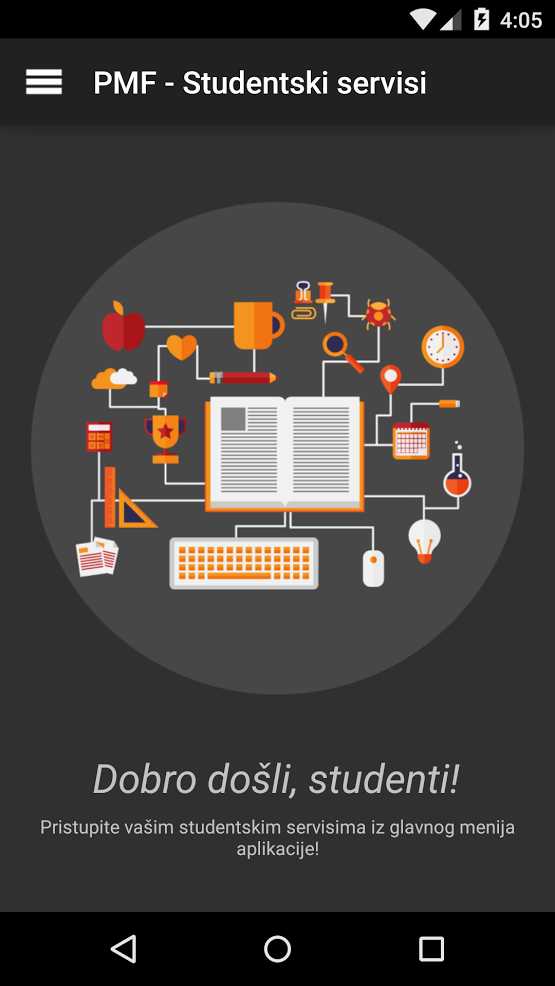 4:05
PMF - Studentski servisi
Dobro došli, studenti!
Pristupite vašim studentskim servisima iz glavnog menija
aplikacije!